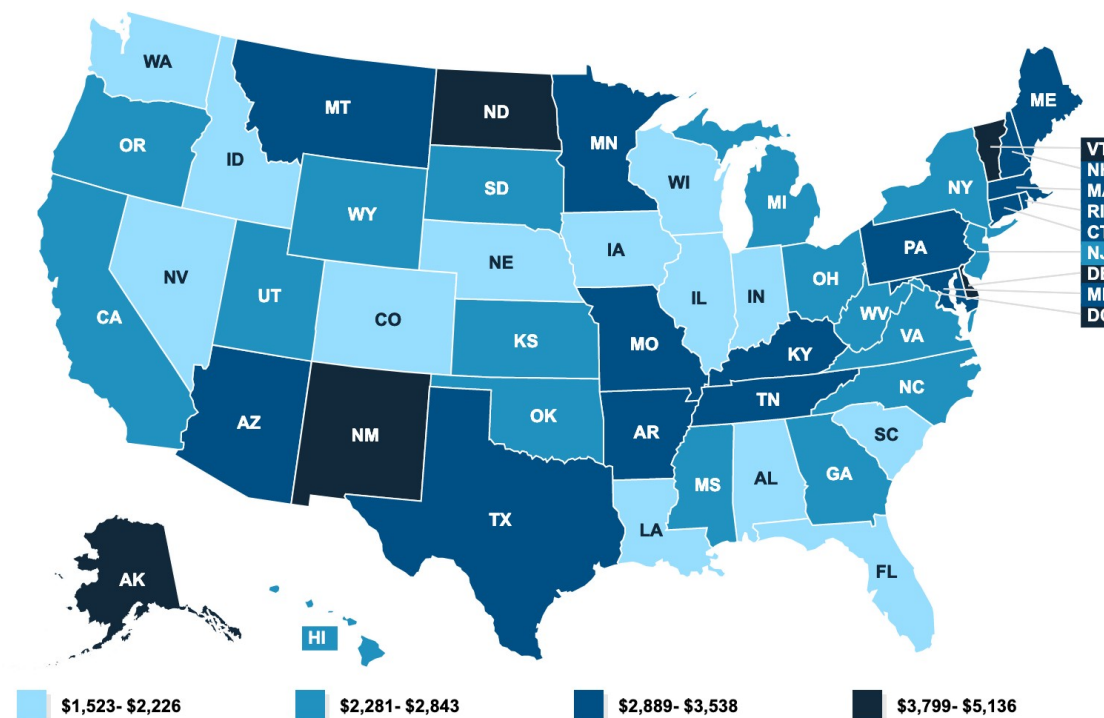 WA
ME
MT
ND
MN
OR
ID
VT
SD
WI
NY
WY
MI
RI
CT
PA
IA
NJ
NE
NV
OH
IL
IN
UT
CO
WV
CA
VA
KS
MO
KY
NC
TN
AZ
OK
NM
AR
SC
MS
AL
GA
TX
LA
FL
AK
HI
$1,523- $2,226
$2,281- $2,843
$2,889- $3,538
$3,799- $5,136